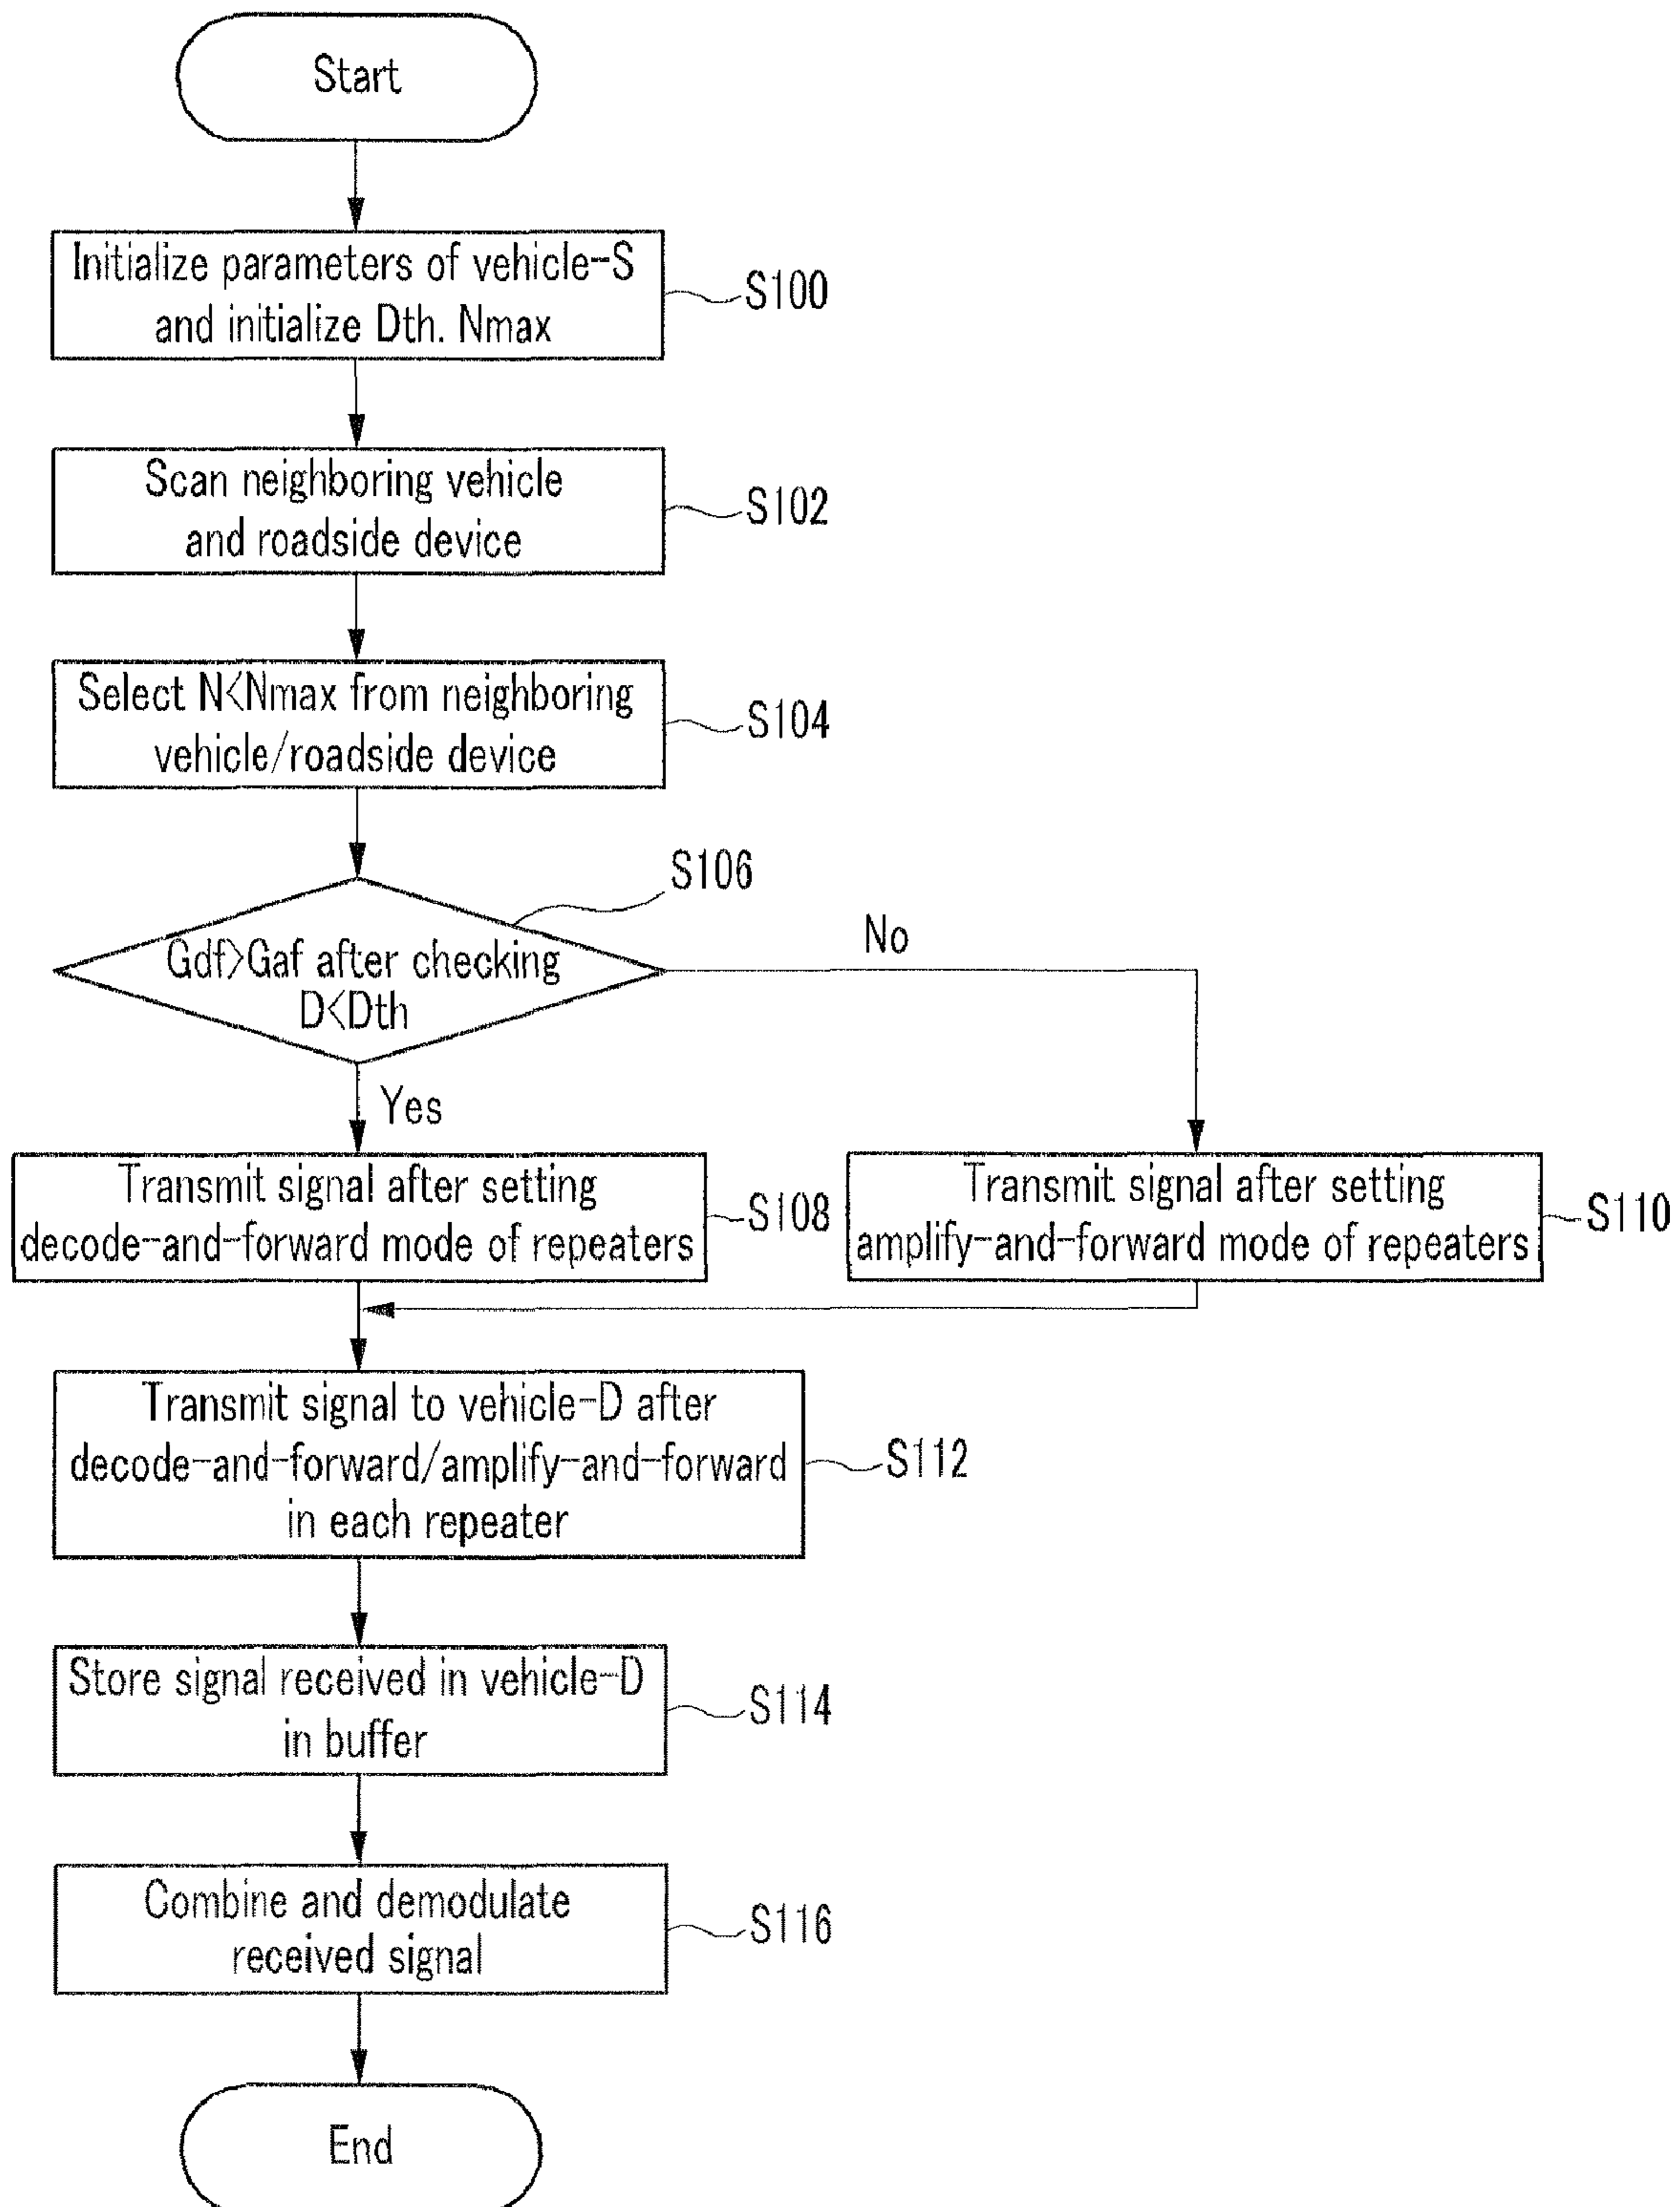 Start
Initialize parameters of vehicle-S
and initialize Dth. Nmax
S100
Scan neighboring vehicle
and roadside device
S102
Select N<Nmax from neighboring
vehicle/roadside device
S104
S106
Gdf>Gaf after checking
D<Dth
No
Yes
Transmit signal after setting
decode-and-forward mode of repeaters
S108
Transmit signal after setting
amplify-and-forward mode of repeaters
S110
Transmit signal to vehicle-D after
decode-and-forward/amplify-and-forward
in each repeater
S112
Store signal received in vehicle-D
in buffer
S114
Combine and demodulate
received signal
S116
End